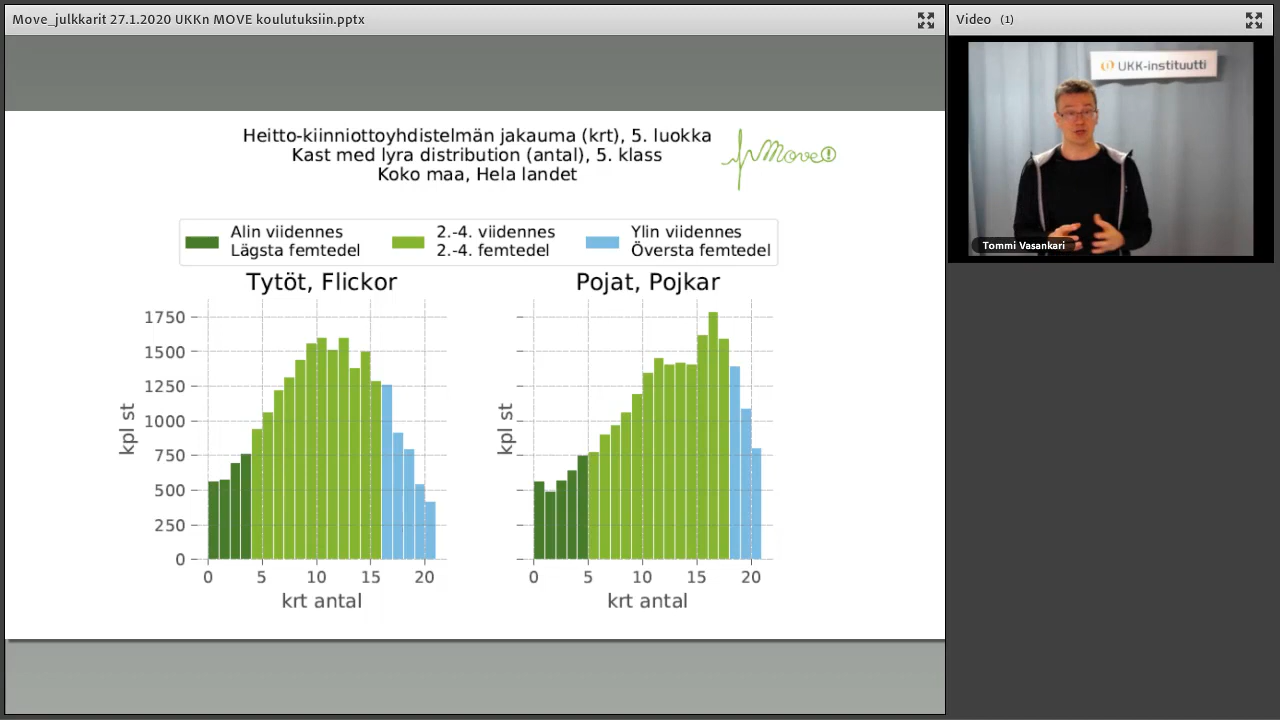 Move_julkkarit 27.1.2020 UKKn MOVE koulutuksiin.pptx
Video (1)
UKK-instituutti
Tommi Vasankari
Heitto-kiinniottoyhdistelmän jakauma (krt), 5. luokka
Kast med lyra distribution (antal), 5. klass
Koko maa, Hela landet
Move!
Alin viidennes
Lägsta femtedel
2.-4. viidennes
2.-4. femtedel
Ylin viidennes
Översta femtedel
Tytöt, Flickor
1750
1500
1250
1000
750
500
250
0
kpl st
0 5 10 15 20
krt antal
Pojat, Pojkar
kpl st
0 5 10 15 20
krt antal